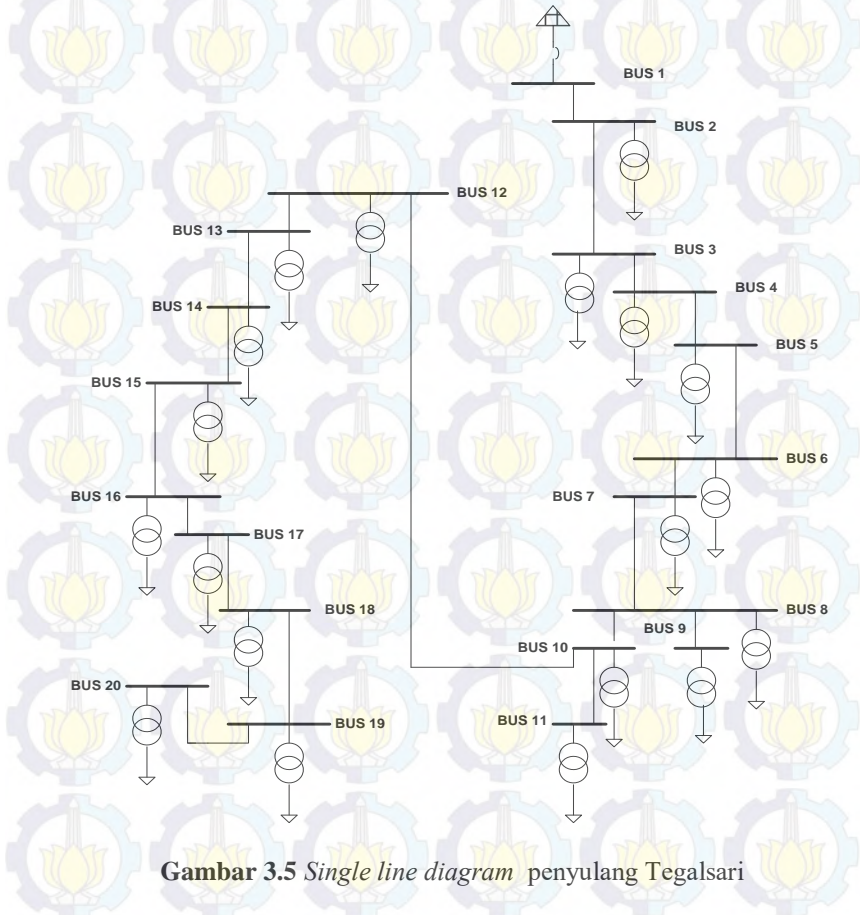 BUS 1
BUS 2
BUS 12
BUS 13
BUS 3
BUS 4
BUS 14
BUS 5
BUS 15
BUS 6
BUS 16
BUS 7
BUS 17
BUS 18
BUS 8
BUS 9
BUS 10
BUS 20
BUS 19
BUS 11
Gambar 3.5 Single line diagram penyulang Tegalsari